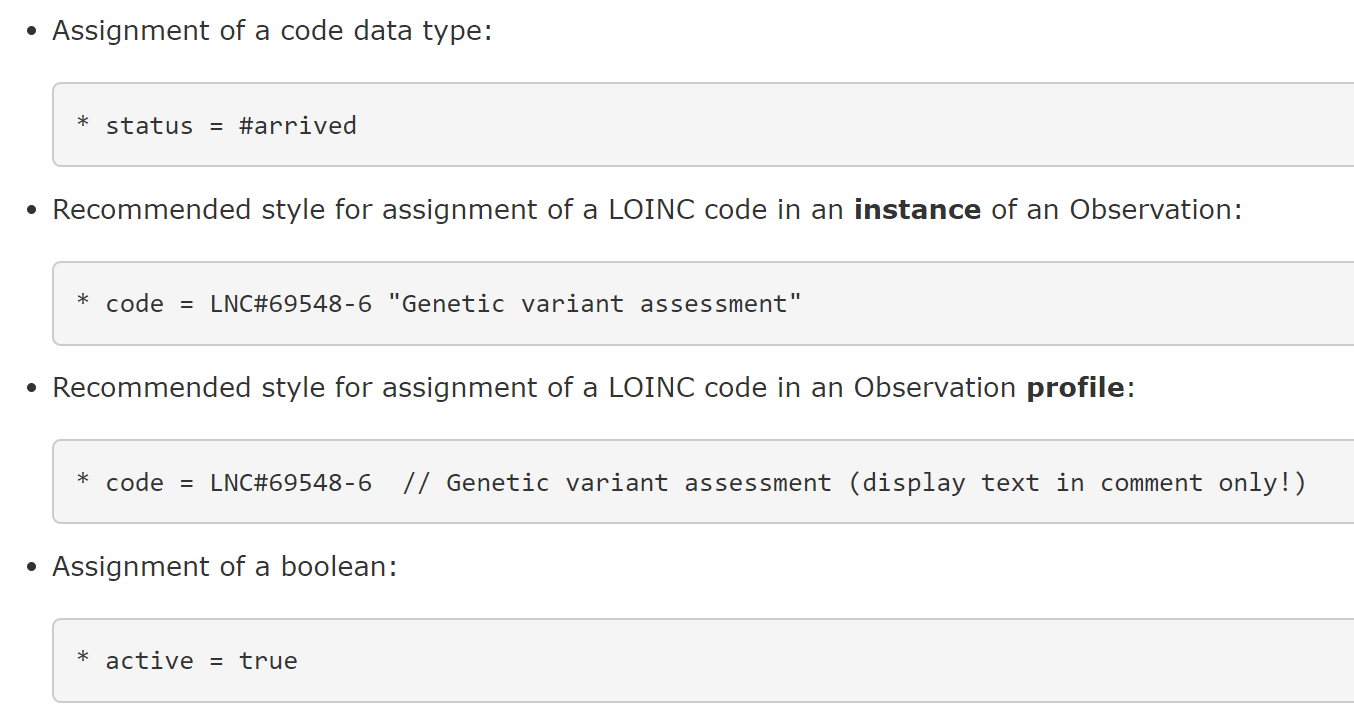 • Assignment of a code data type:
* status = #arrived
• Recommended style for assignment of a LOINC code in an instance of an Observation:
* code = LNC#69548-6 "Genetic variant assessment"
• Recommended style for assignment of a LOINC code in an Observation profile:
* code = LNC#69548-6  // Genetic variant assessment (display text in comment only!)
• Assignment of a boolean:
* active = true